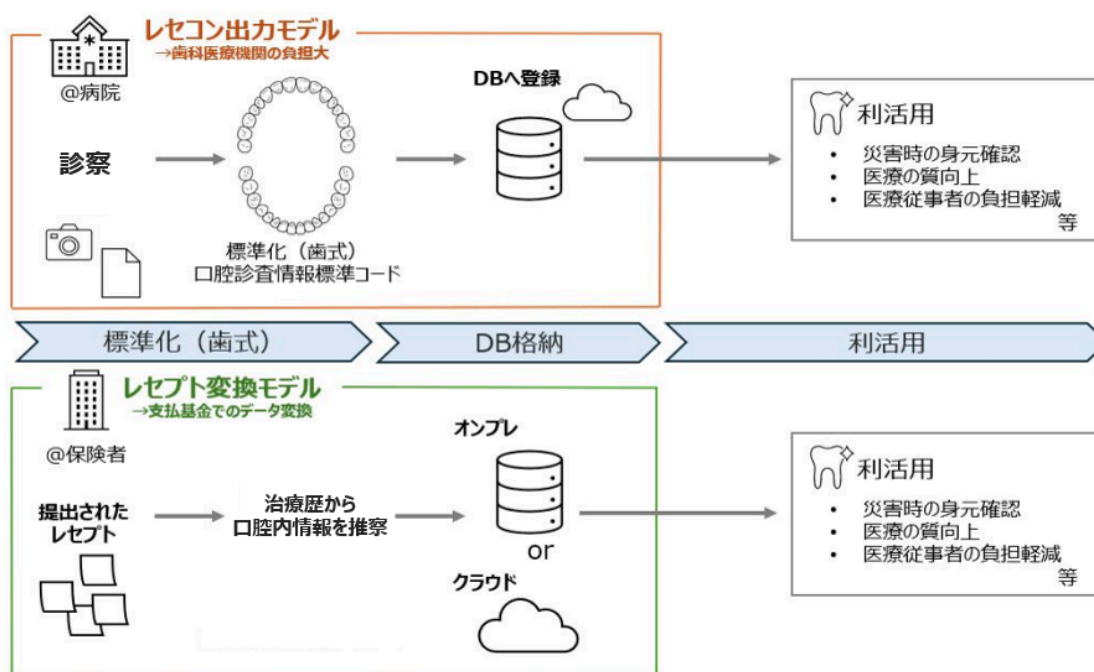 レセコン出力モデル
→歯科医療機関の負担大
@病院
診察
標準化（歯式）
口腔診査情報標準コード
DBへ登録
利活用
• 災害時の身元確認
• 医療の質向上
• 医療従事者の負担軽減
等
標準化（歯式）
DB格納
利活用
レセプト変換モデル
→支払基金でのデータ変換
@保険者
提出された
レセプト
治療歴から
口腔内情報を推察
オンプレ
or
クラウド
利活用
• 災害時の身元確認
• 医療の質向上
• 医療従事者の負担軽減
等